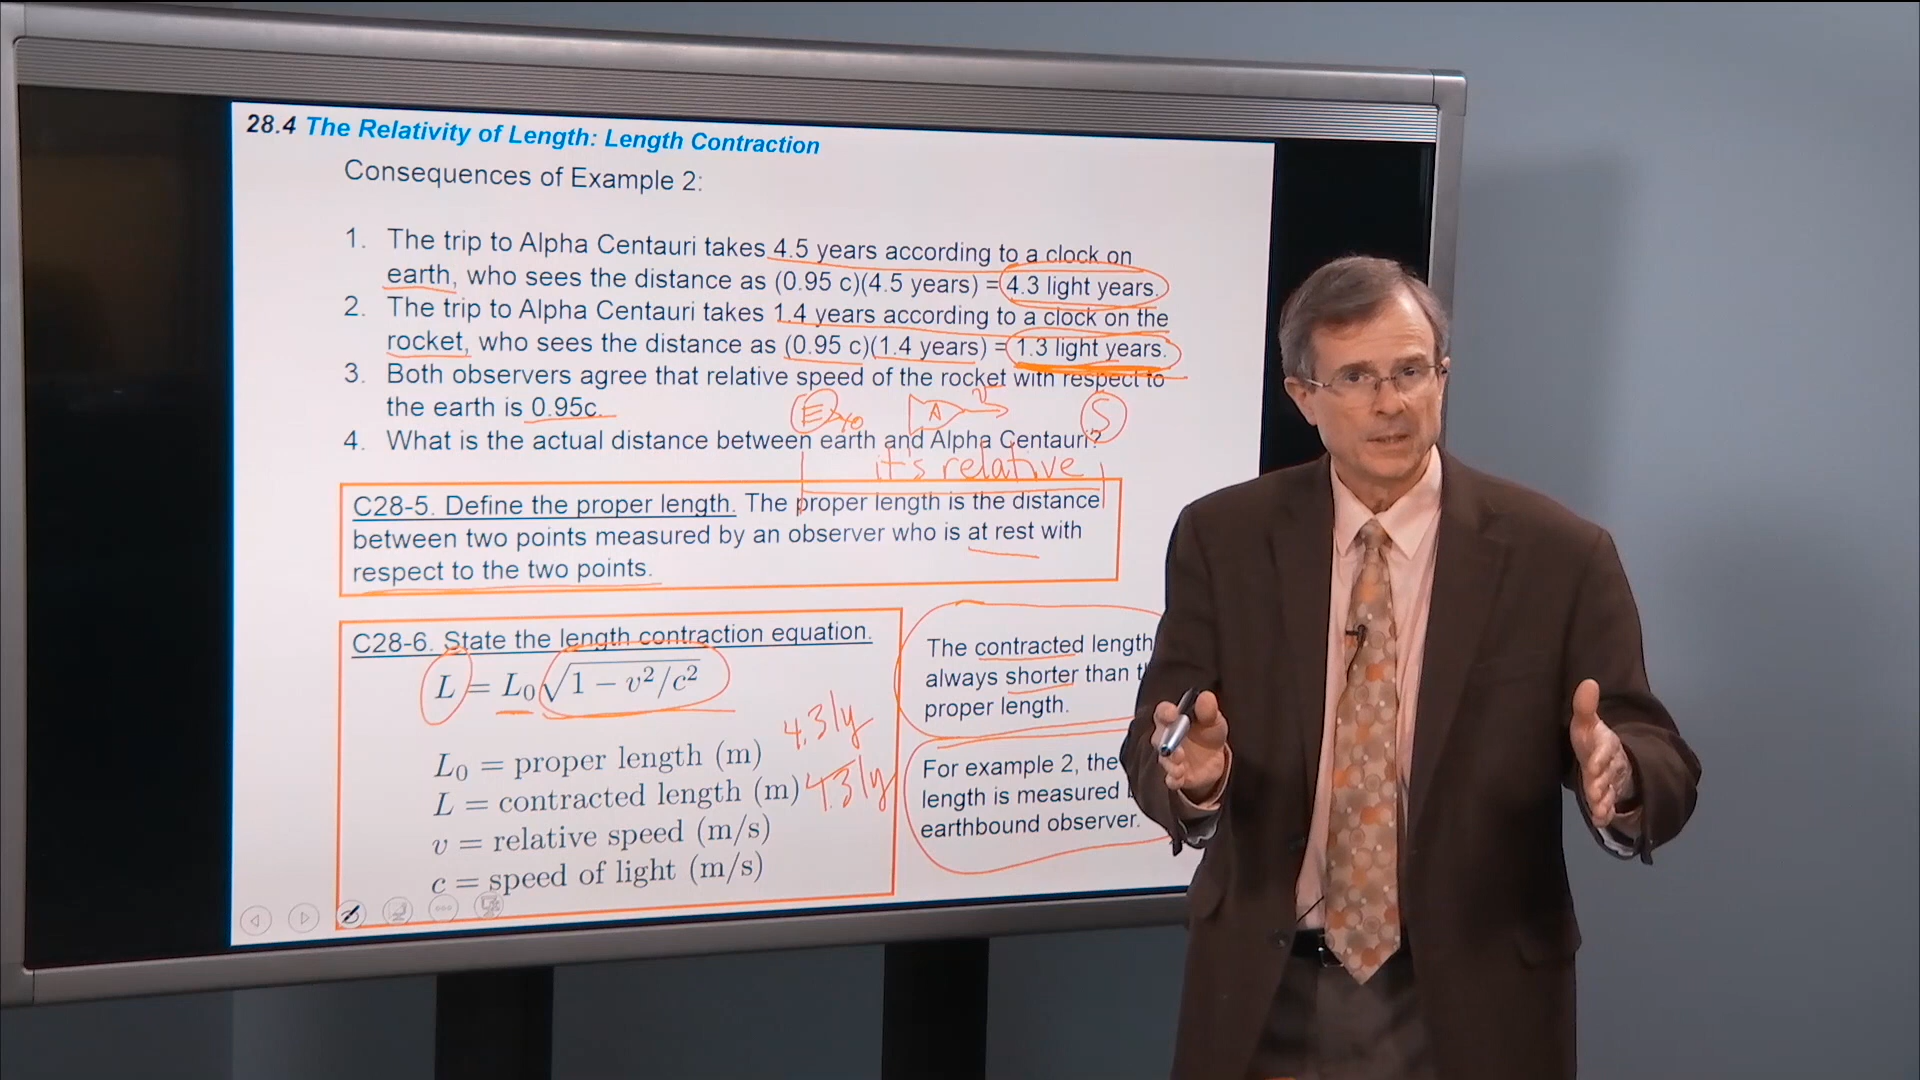 28.4 The Relativity of Length: Length Contraction
Consequences of Example 2:
1. The trip to Alpha Centauri takes 4.5 years according to a clock on
earth, who sees the distance as (0.95 c)(4.5 years) = 4.3 light years.
2. The trip to Alpha Centauri takes 1.4 years according to a clock on the
rocket, who sees the distance as (0.95 c)(1.4 years) = 1.3 light years.
3. Both observers agree that relative speed of the rocket with respect to
the earth is 0.95c.
E A v S
4. What is the actual distance between earth and Alpha Centauri?
it's relative
C28-5. Define the proper length. The proper length is the distance
between two points measured by an observer who is at rest with
respect to the two points.
C28-6. State the length contraction equation.
L = L₀√1 − v²/c²
4.3 ly
L₀ = proper length (m)
L = contracted length (m) 4.3 ly
v = relative speed (m/s)
c = speed of light (m/s)
The contracted length
always shorter than
proper length.
For example 2, the
length is measured
earthbound observer.